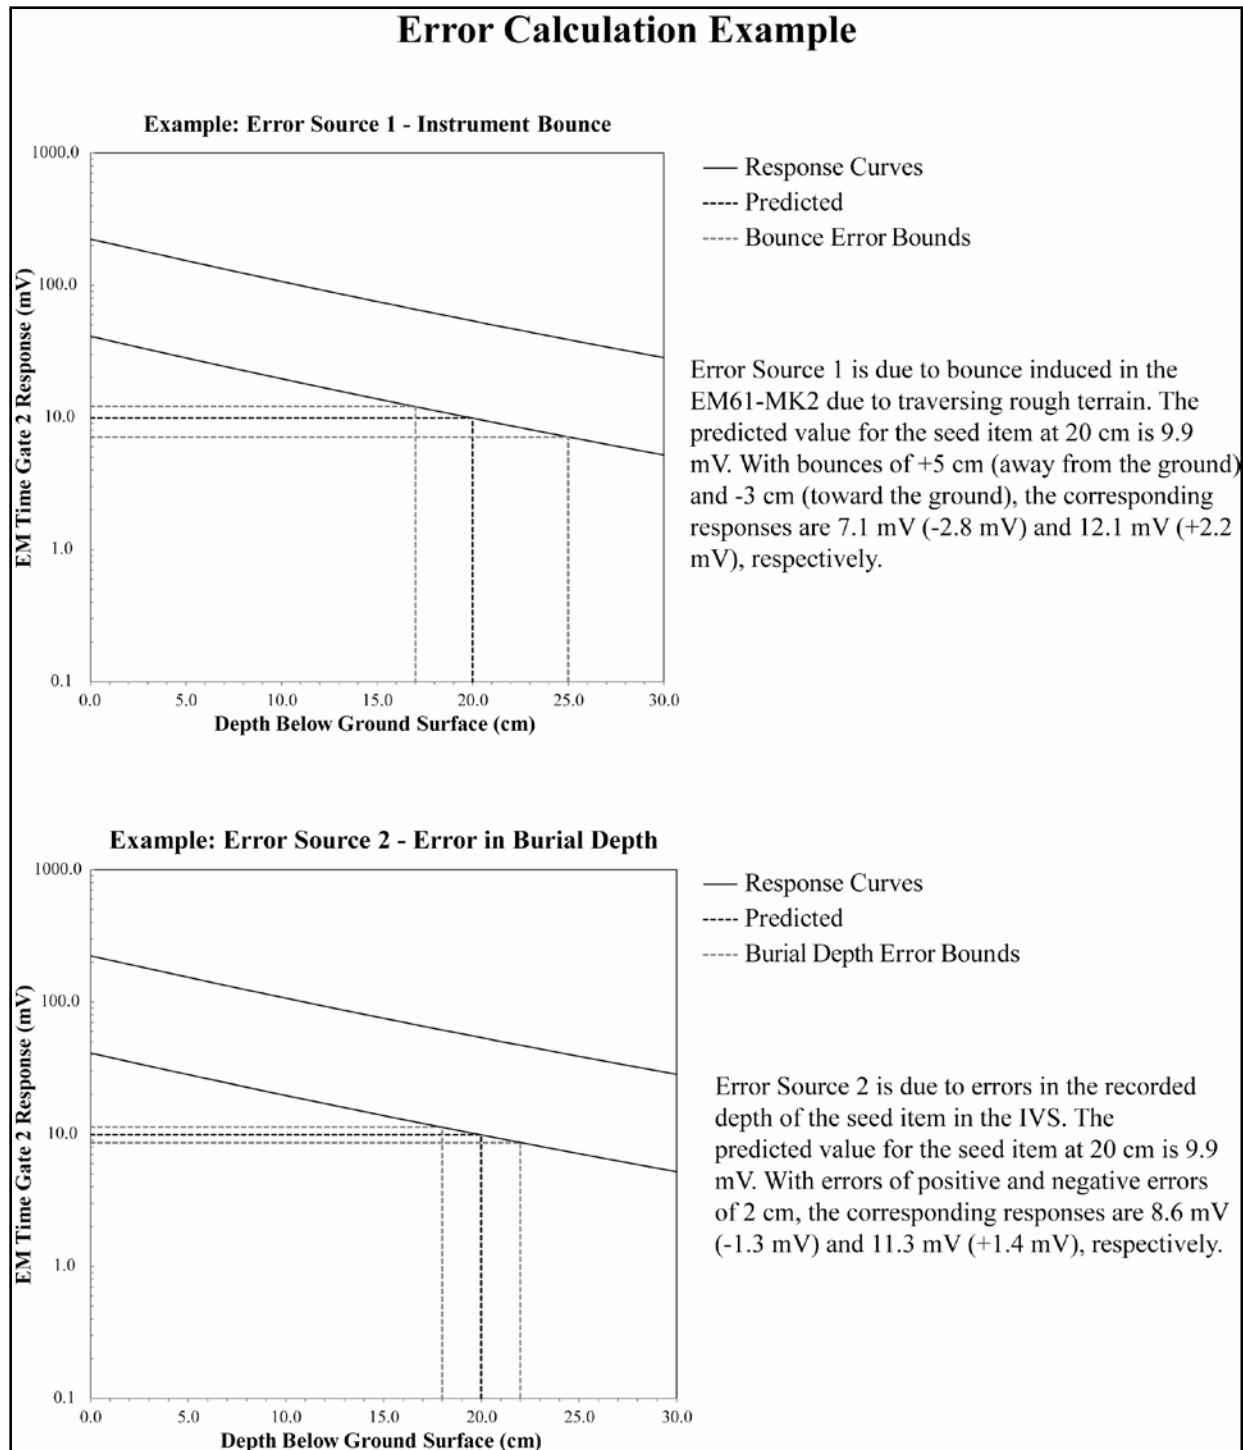 Error Calculation Example
Example: Error Source 1 - Instrument Bounce
EM Time Gate 2 Response (mV)
1000.0
100.0
10.0
1.0
0.1
0.0
5.0
10.0
15.0
20.0
25.0
30.0
Depth Below Ground Surface (cm)
Response Curves
Predicted
Bounce Error Bounds
Error Source 1 is due to bounce induced in the
EM61-MK2 due to traversing rough terrain. The
predicted value for the seed item at 20 cm is 9.9
mV. With bounces of +5 cm (away from the ground)
and -3 cm (toward the ground), the corresponding
responses are 7.1 mV (-2.8 mV) and 12.1 mV (+2.2
mV), respectively.
Example: Error Source 2 - Error in Burial Depth
EM Time Gate 2 Response (mV)
1000.0
100.0
10.0
1.0
0.1
0.0
5.0
10.0
15.0
20.0
25.0
30.0
Depth Below Ground Surface (cm)
Response Curves
Predicted
Burial Depth Error Bounds
Error Source 2 is due to errors in the recorded
depth of the seed item in the IVS. The
predicted value for the seed item at 20 cm is 9.9
mV. With errors of positive and negative errors
of 2 cm, the corresponding responses are 8.6 mV
(-1.3 mV) and 11.3 mV (+1.4 mV), respectively.